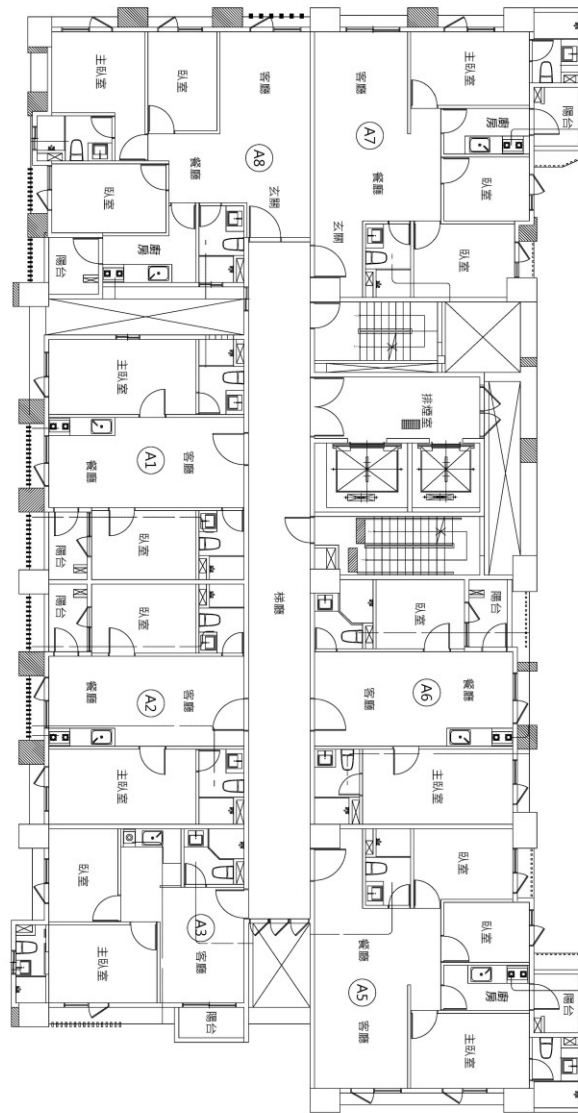 主臥室
臥室
客廳
客廳
主臥室
陽台
廚房
A8
A7
餐廳
餐廳
臥室
臥室
玄關
玄關
臥室
陽台
廚房
主臥室
排煙室
A1
餐廳
客廳
陽台
臥室
陽台
臥室
梯廳
臥室
陽台
餐廳
A2
客廳
客廳
A6
餐廳
主臥室
主臥室
臥室
臥室
主臥室
A3
客廳
餐廳
臥室
陽台
A5
客廳
廚房
陽台
主臥室